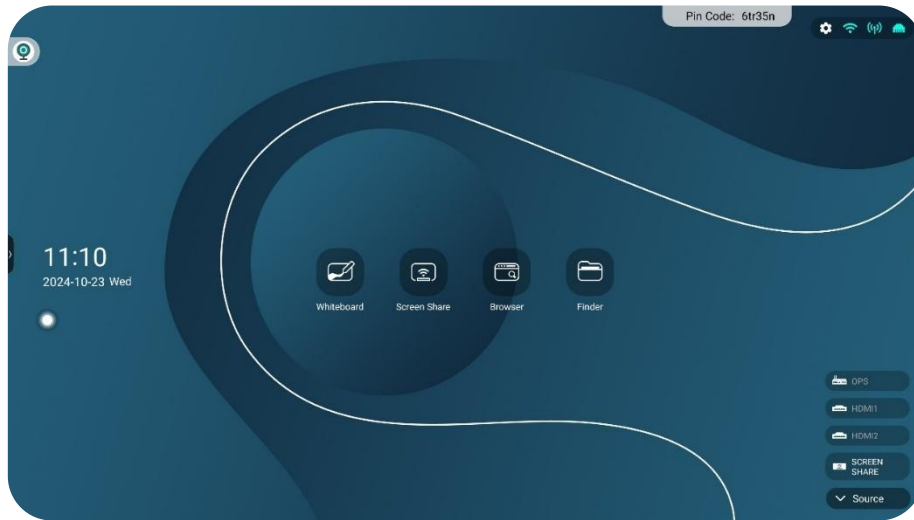 Pin Code: 6tr35n
11:10
2024-10-23 Wed
Whiteboard
Screen Share
Browser
Finder
OPS
HDMI1
HDMI2
SCREEN
SHARE
Source